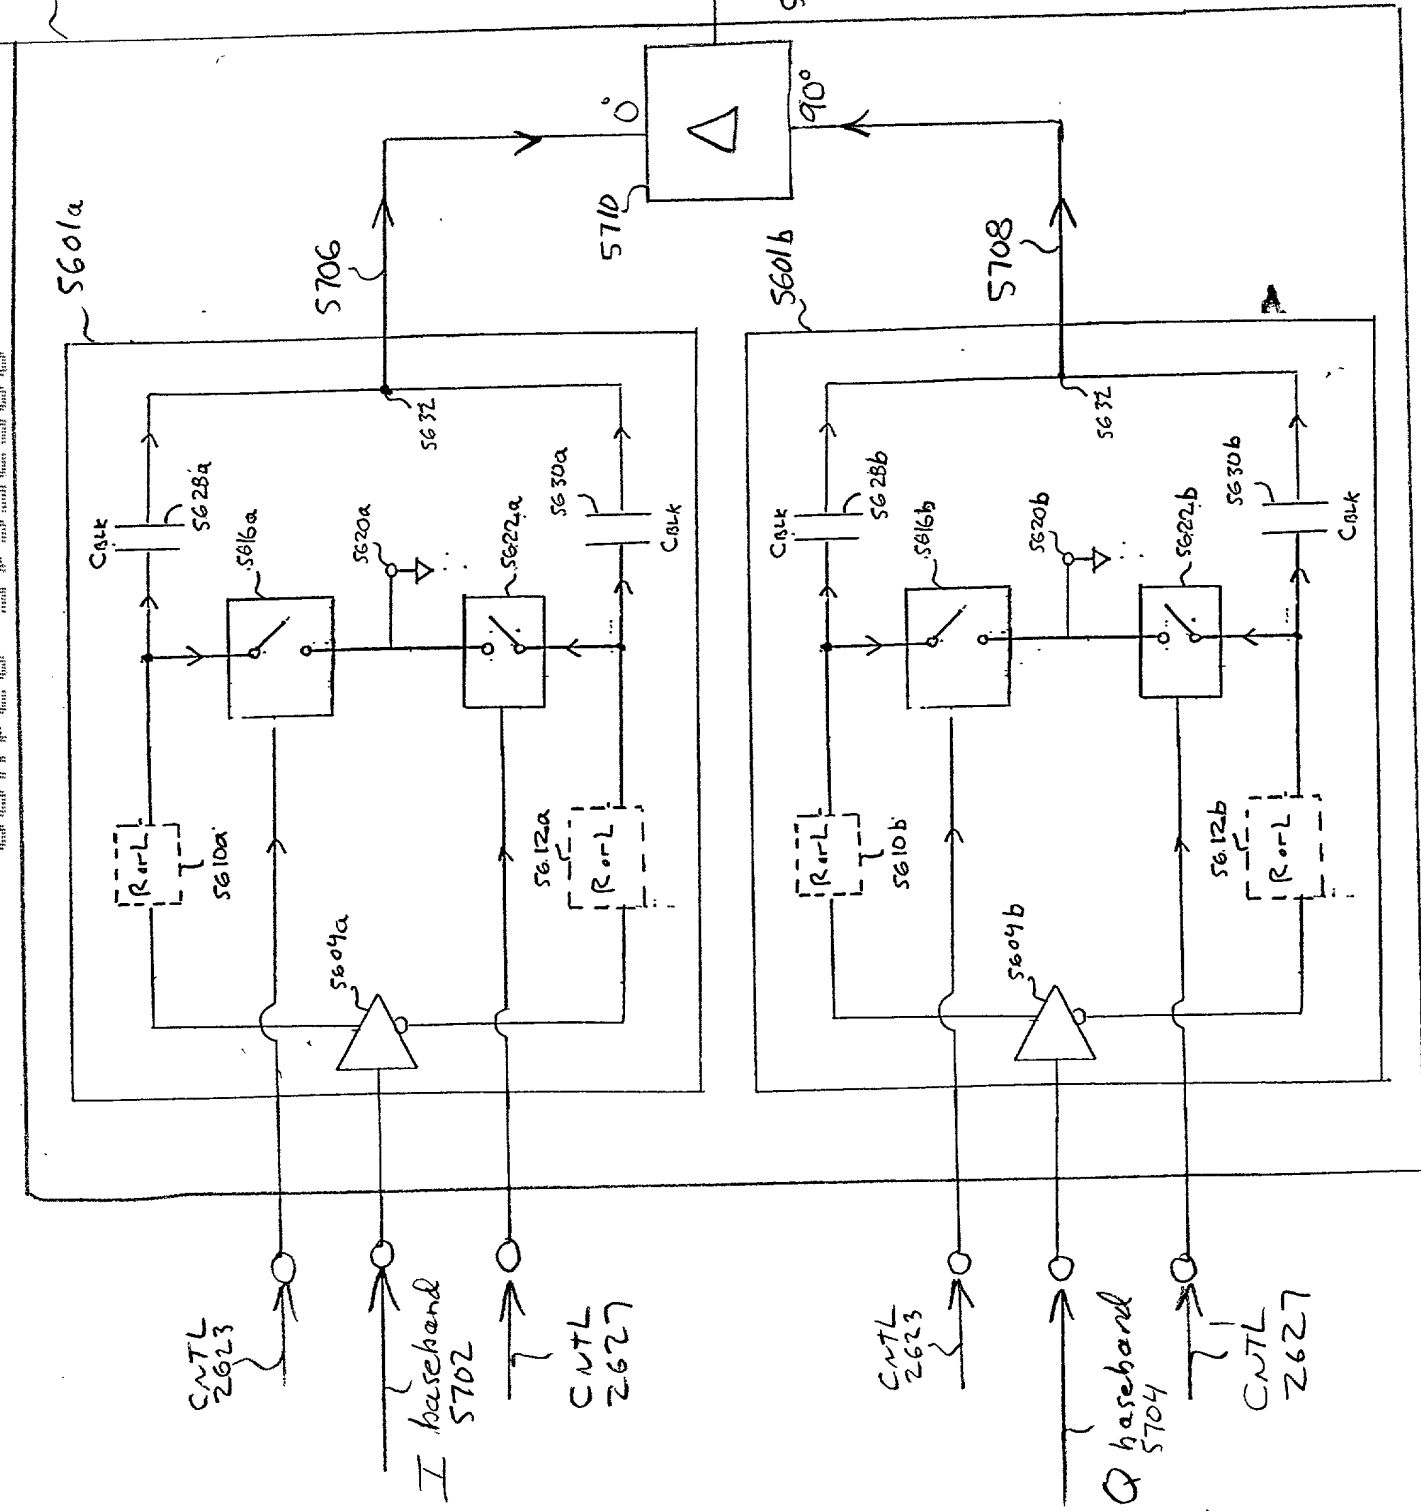 5601a
5706
0°
90°
5710
5601b
5708
5632
5632
CBLK
5628a
5616a
5620a
5622a
5630a
CBLK
CBLK
5628b
5616b
5620b
5622b
5630b
CBLK
R or L
5610a
5604a
5612a
R or L
R or L
5610b
5604b
5612b
R or L
CNTL
2623
I baseband
5702
CNTL
2627
CNTL
2623
Q baseband
5704
CNTL
2627